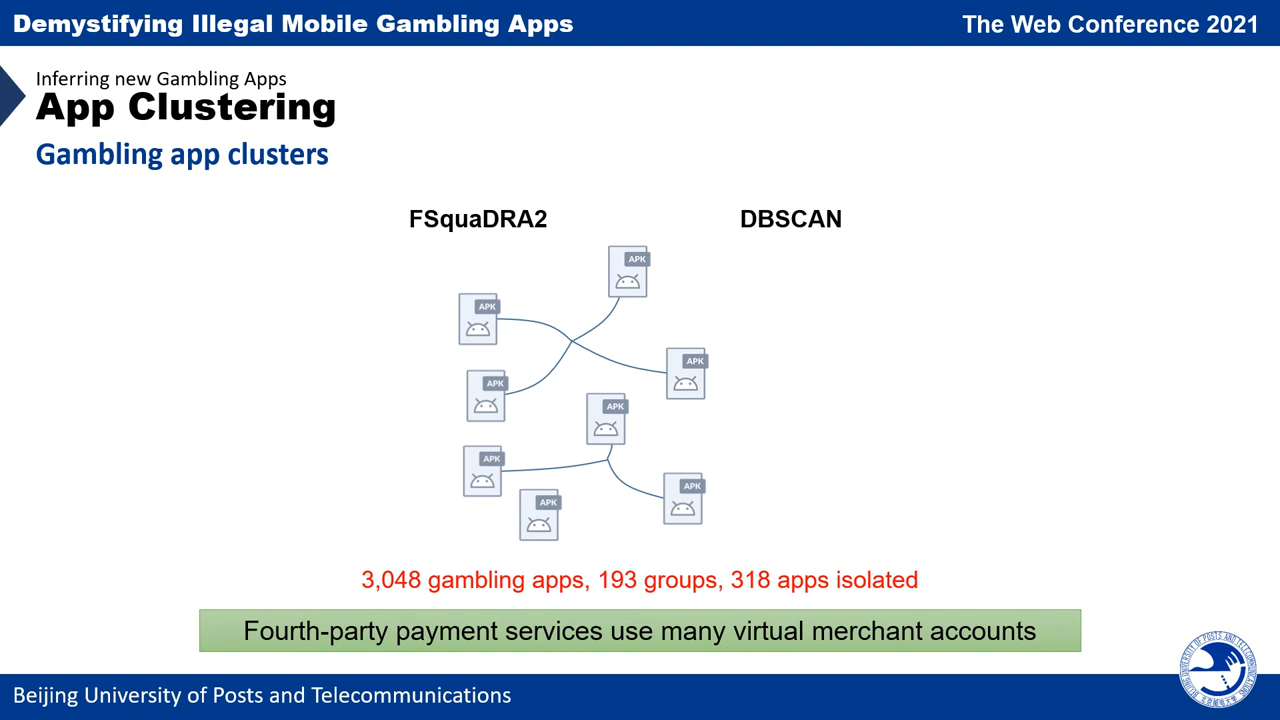 Demystifying Illegal Mobile Gambling Apps
The Web Conference 2021
Inferring new Gambling Apps
App Clustering
Gambling app clusters
FSquaDRA2
DBSCAN
APK
APK
APK
APK
APK
APK
APK
APK
3,048 gambling apps, 193 groups, 318 apps isolated
Fourth-party payment services use many virtual merchant accounts
Beijing University of Posts and Telecommunications